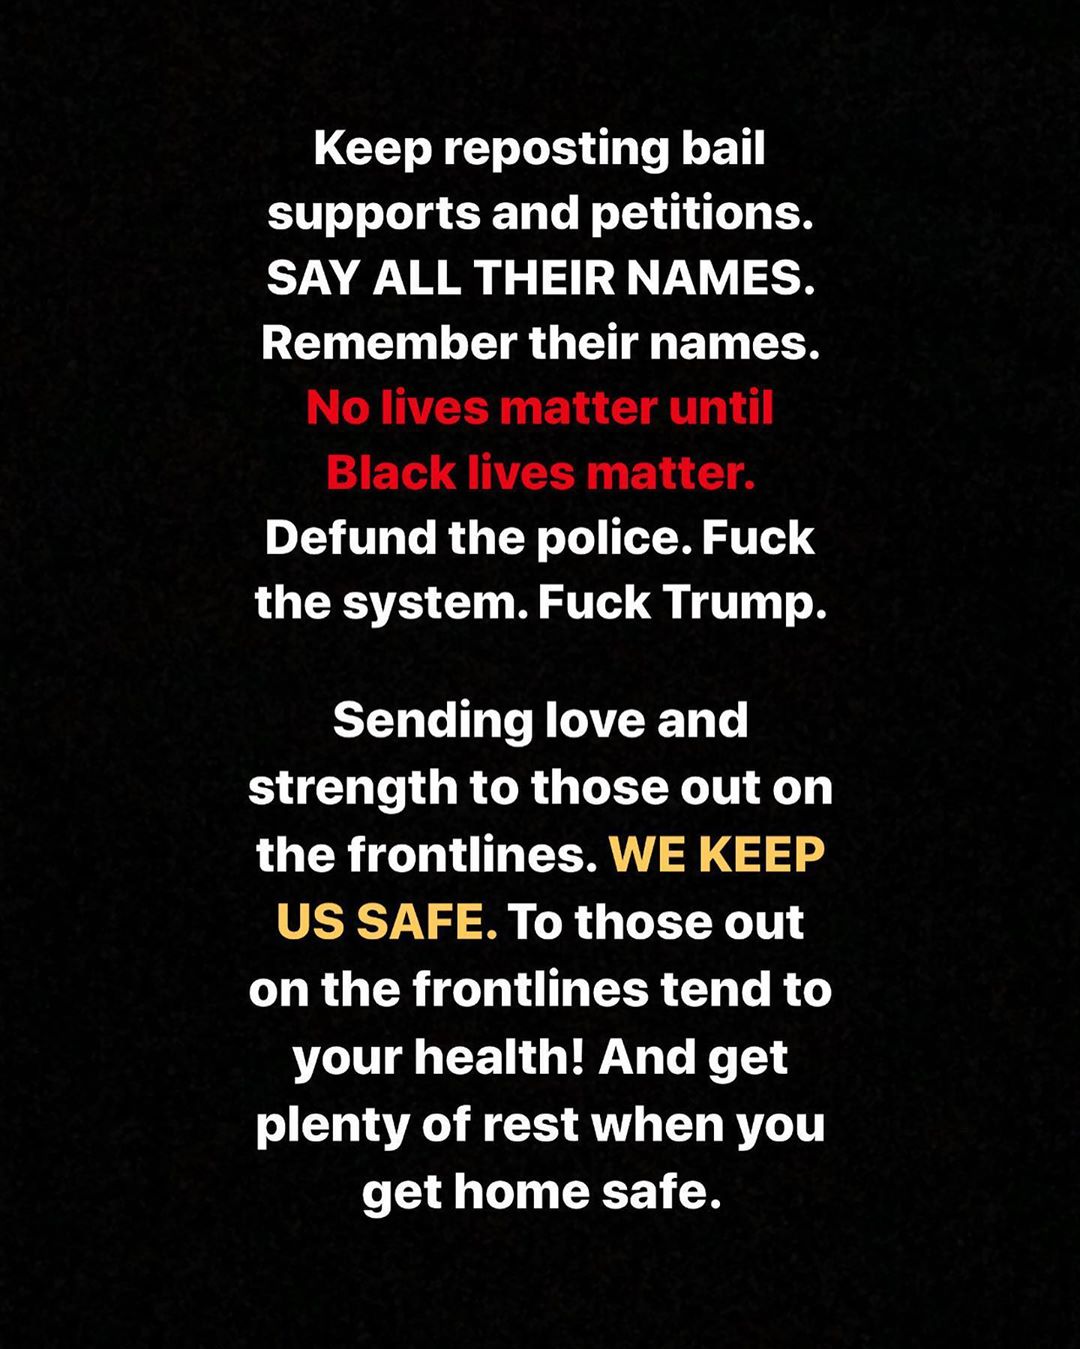 Keep reposting bail
supports and petitions.
SAY ALL THEIR NAMES.
Remember their names.
No lives matter until
Black lives matter.
Defund the police. Fuck
the system. Fuck Trump.
Sending love and
strength to those out on
the frontlines. WE KEEP
US SAFE. To those out
on the frontlines tend to
your health! And get
plenty of rest when you
get home safe.